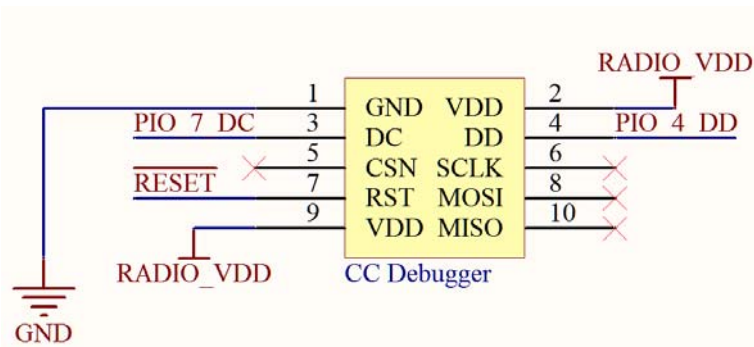 RADIO_VDD
1 GND VDD 2
PIO_7_DC 3 DC DD 4 PIO_4_DD
5 CSN SCLK 6
RESET 7 RST MOSI 8
9 VDD MISO 10
RADIO_VDD
CC Debugger
GND